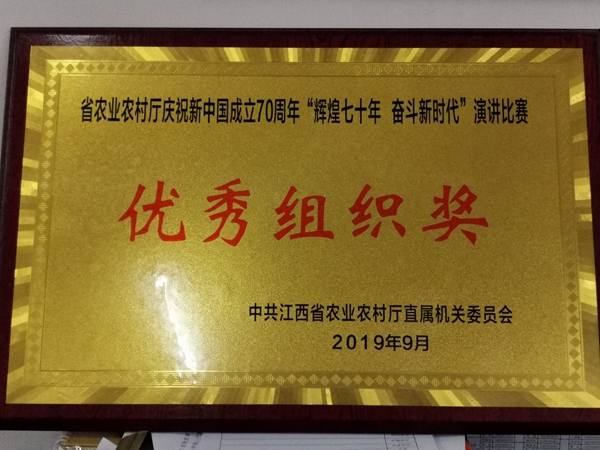 省农业农村厅庆祝新中国成立70周年“辉煌七十年 奋斗新时代”演讲比赛
优秀组织奖
中共江西省农业农村厅直属机关委员会
2019年9月